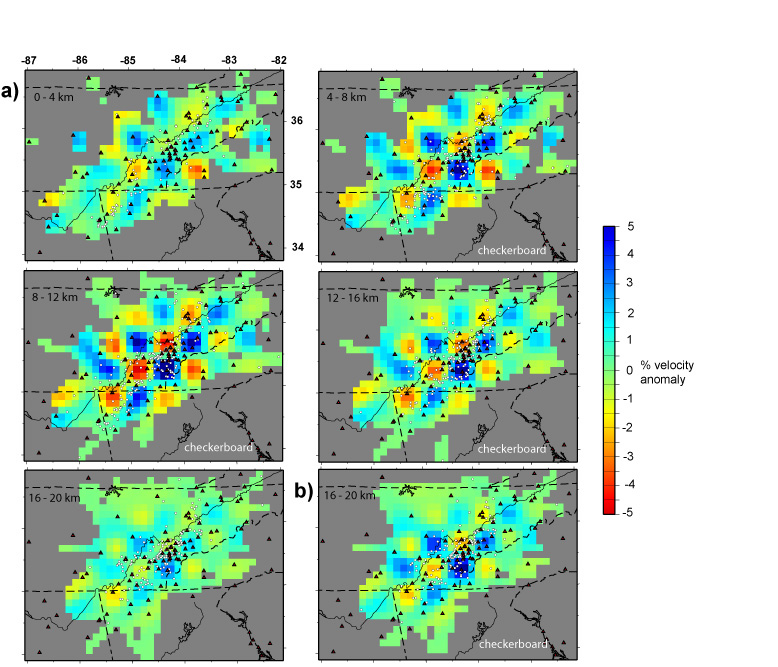 -87 -86 -85 -84 -83 -82
a)
0 - 4 km
4 - 8 km
36
35
34
checkerboard
8 - 12 km
12 - 16 km
checkerboard
checkerboard
16 - 20 km
b)
16 - 20 km
checkerboard
5
4
3
2
1
0
-1
-2
-3
-4
-5
% velocity
anomaly